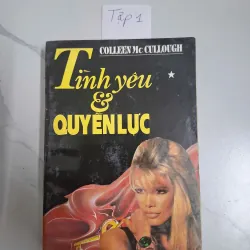 Tập 1
COLLEEN Mc CULLOUGH
Tình yêu
&
QUYỀN LỰC